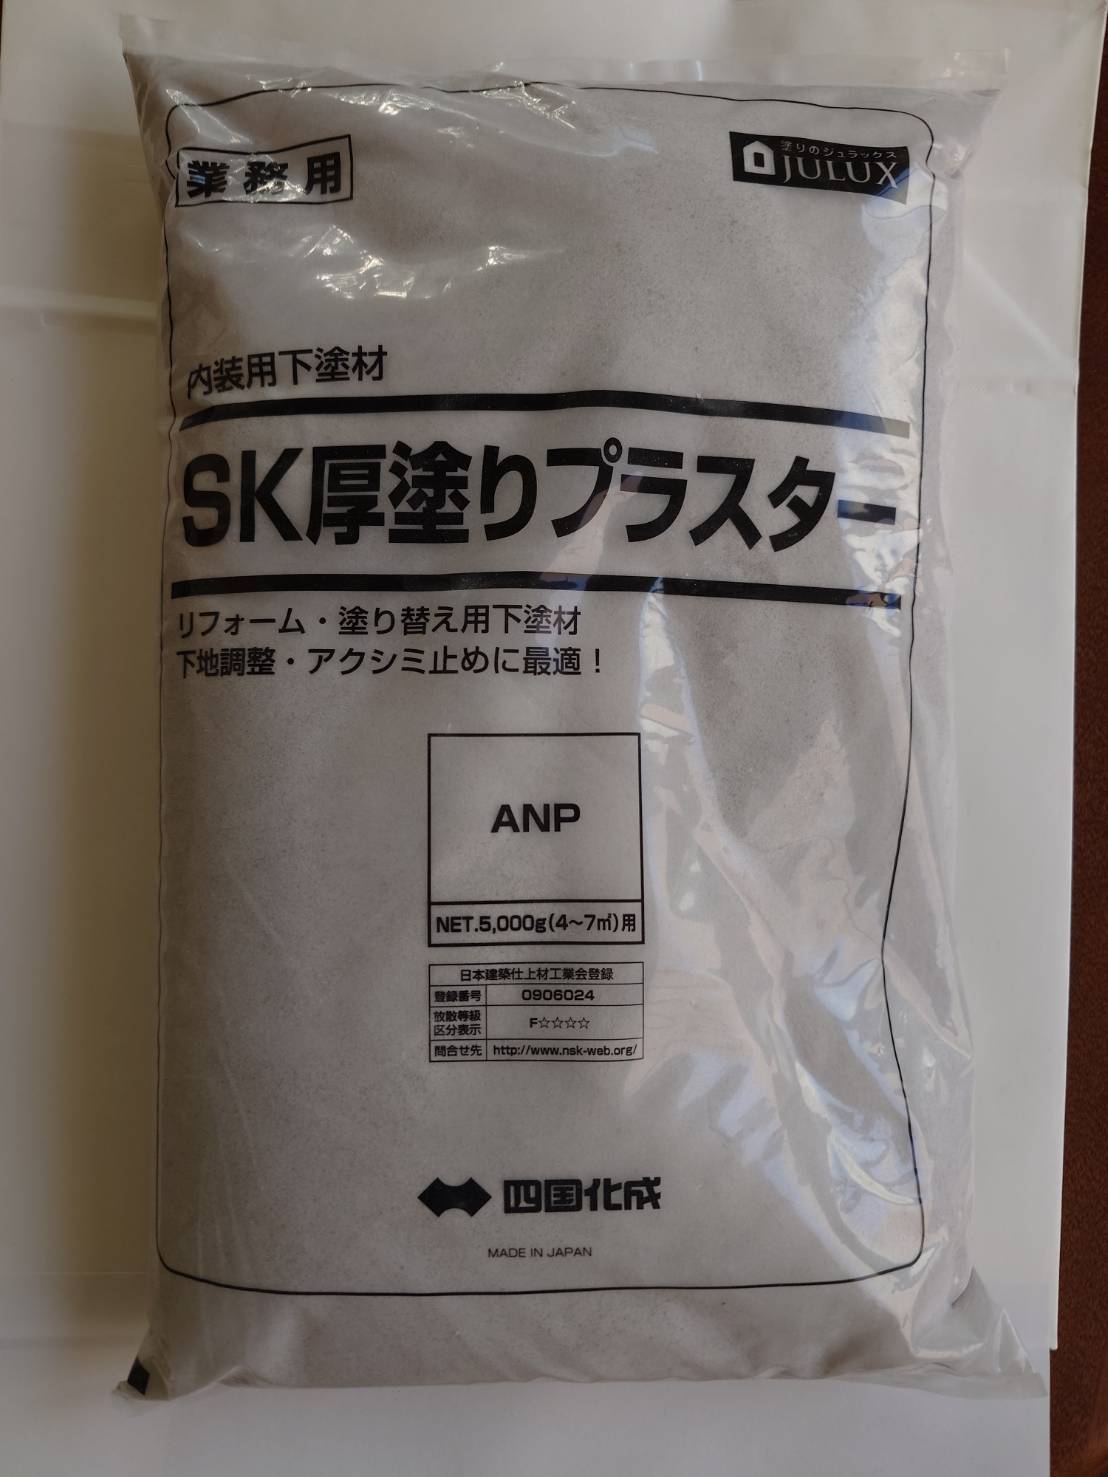 業務用
塗りのジュラックス
JULUX
内装用下塗材
SK厚塗りプラスター
リフォーム・塗り替え用下塗材
下地調整・アクシミ止めに最適！
ANP
NET.5,000g(4～7㎡)用
日本建築仕上材工業会登録
登録番号 0906024
放散等級
区分表示 F☆☆☆☆
問合せ先 http://www.nsk-web.org/
四国化成
MADE IN JAPAN